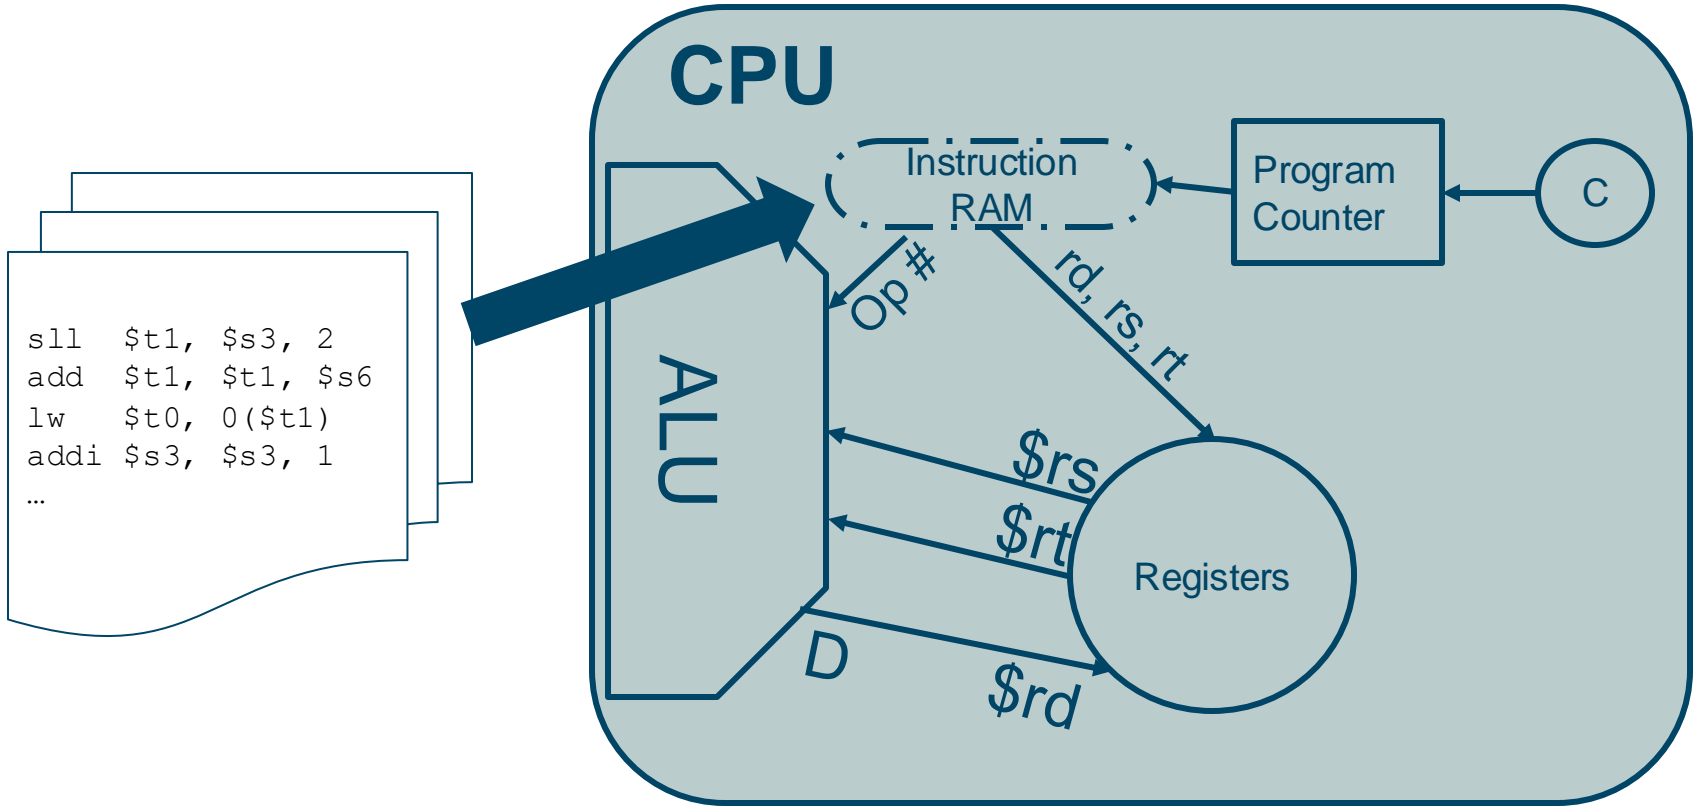 CPU
Instruction
RAM
Program
Counter
C
Op #
rd, rs, rt
sll $t1, $s3, 2
add $t1, $t1, $s6
lw $t0, 0($t1)
addi $s3, $s3, 1
…
ALU
$rs
$rt
Registers
D
$rd